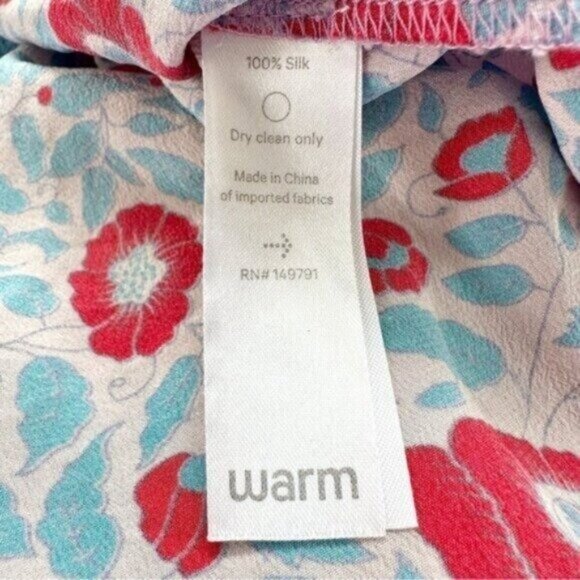 100% Silk
Dry clean only
Made in China
of imported fabrics
RN# 149791
warm